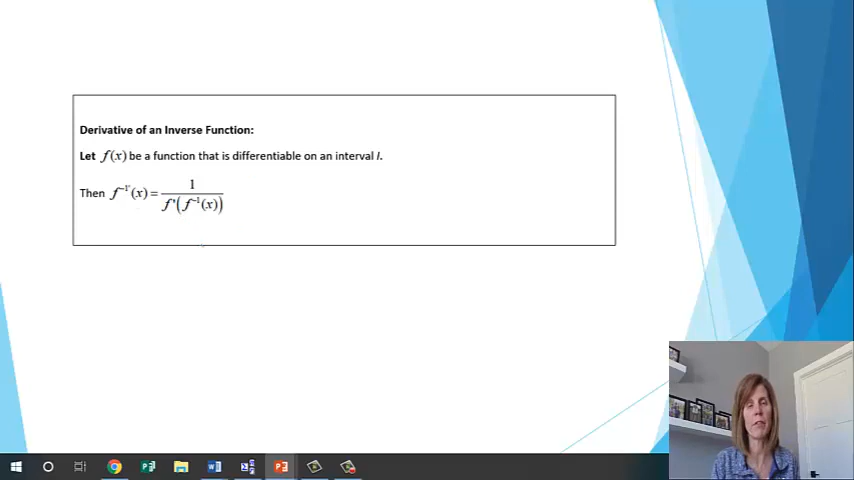 Derivative of an Inverse Function:
Let f(x) be a function that is differentiable on an interval I.
Then f⁻¹'(x) = 1 / f'(f⁻¹(x))